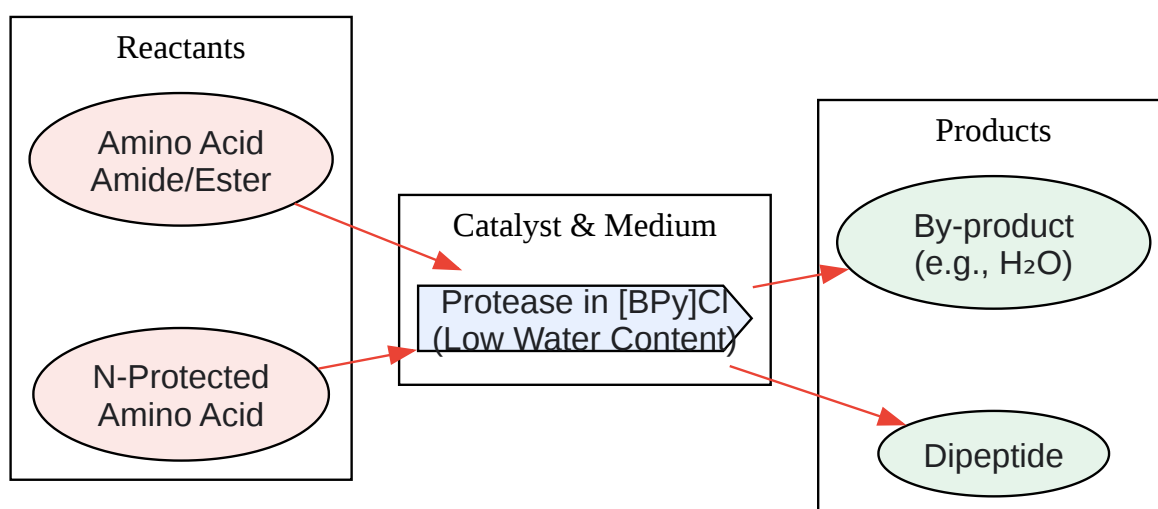 Reactants
Amino Acid
Amide/Ester
N-Protected
Amino Acid
Catalyst & Medium
Protease in [BPy]Cl
(Low Water Content)
Products
By-product
(e.g., H₂O)
Dipeptide